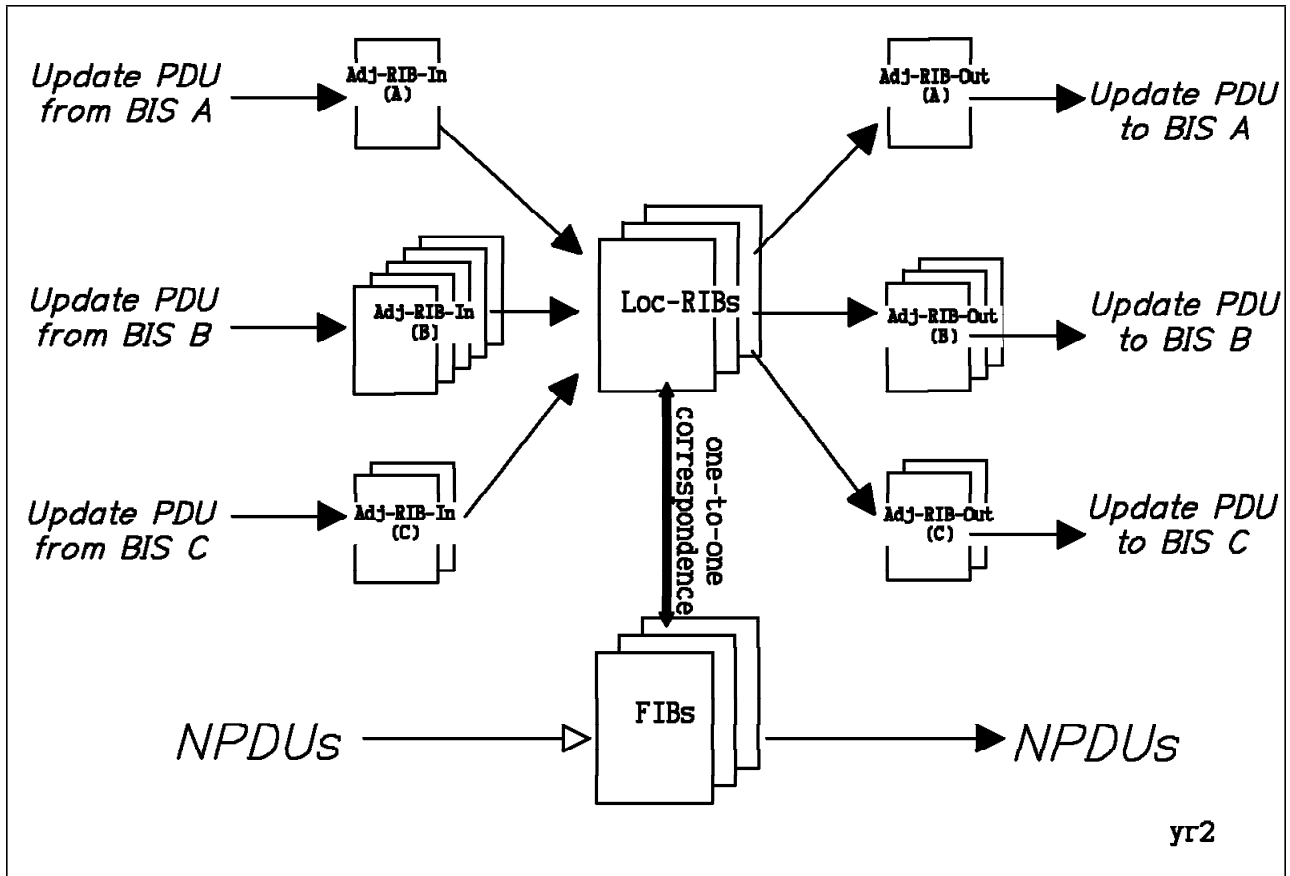 Update PDU
from BIS A
Adj-RIB-In
(A)
Adj-RIB-Out
(A)
Update PDU
to BIS A
Update PDU
from BIS B
Adj-RIB-In
(B)
Loc-RIBs
Adj-RIB-Out
(B)
Update PDU
to BIS B
one-to-one
correspondence
Update PDU
from BIS C
Adj-RIB-In
(C)
Adj-RIB-Out
(C)
Update PDU
to BIS C
NPDUs
FIBs
NPDUs
yr2